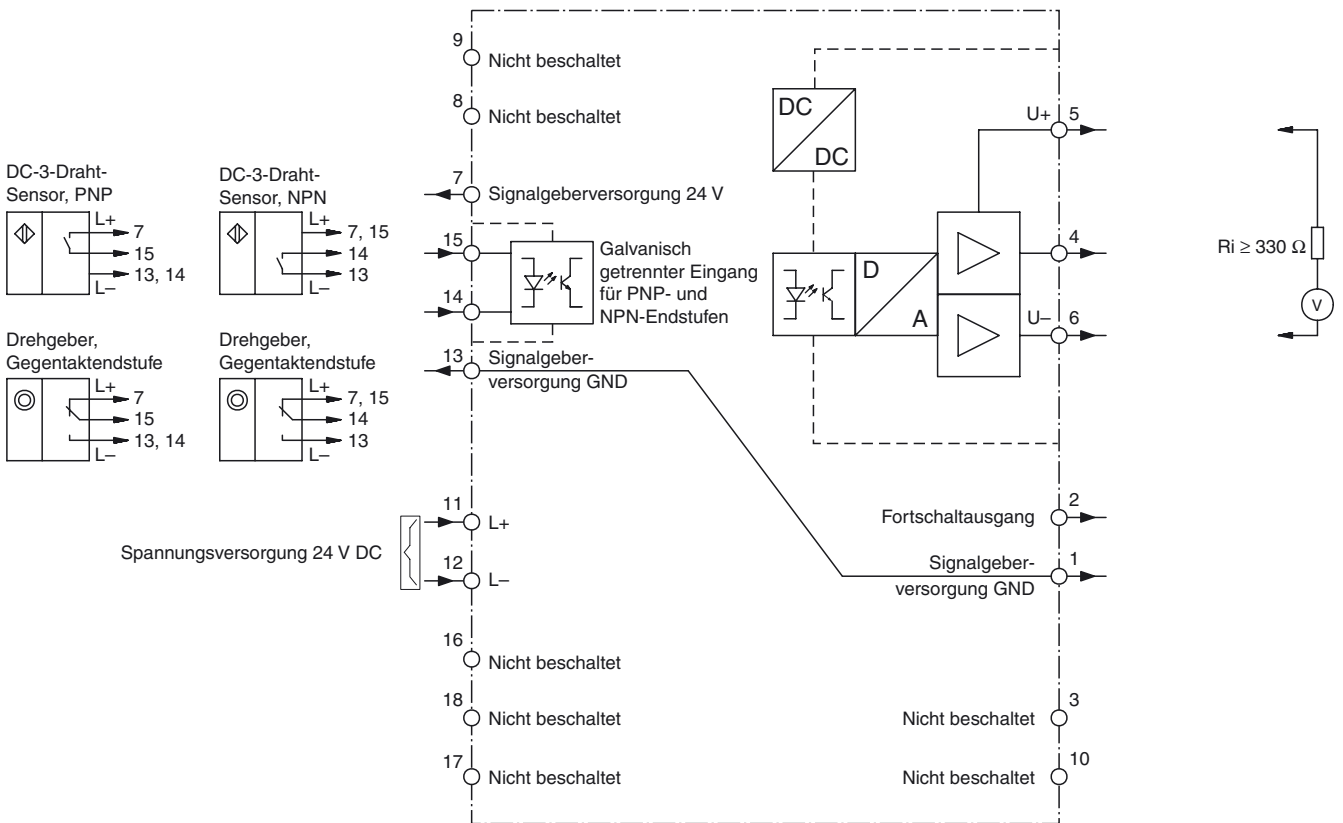 9
Nicht beschaltet
8
Nicht beschaltet
7
Signalgeberversorgung 24 V
15
14
Galvanisch
getrennter Eingang
für PNP- und
NPN-Endstufen
13
Signalgeber-
versorgung GND
DC-3-Draht-
Sensor, PNP
L+
7
15
13, 14
L–
DC-3-Draht-
Sensor, NPN
L+
7, 15
14
13
L–
Drehgeber,
Gegentaktendstufe
L+
7
15
13, 14
L–
Drehgeber,
Gegentaktendstufe
L+
7, 15
14
13
L–
Spannungsversorgung 24 V DC
11
L+
12
L–
16
Nicht beschaltet
18
Nicht beschaltet
17
Nicht beschaltet
DC
DC
D
A
U+
5
4
U–
6
Ri ≥ 330 Ω
V
Fortschaltausgang
2
Signalgeber-
versorgung GND
1
3
Nicht beschaltet
10
Nicht beschaltet